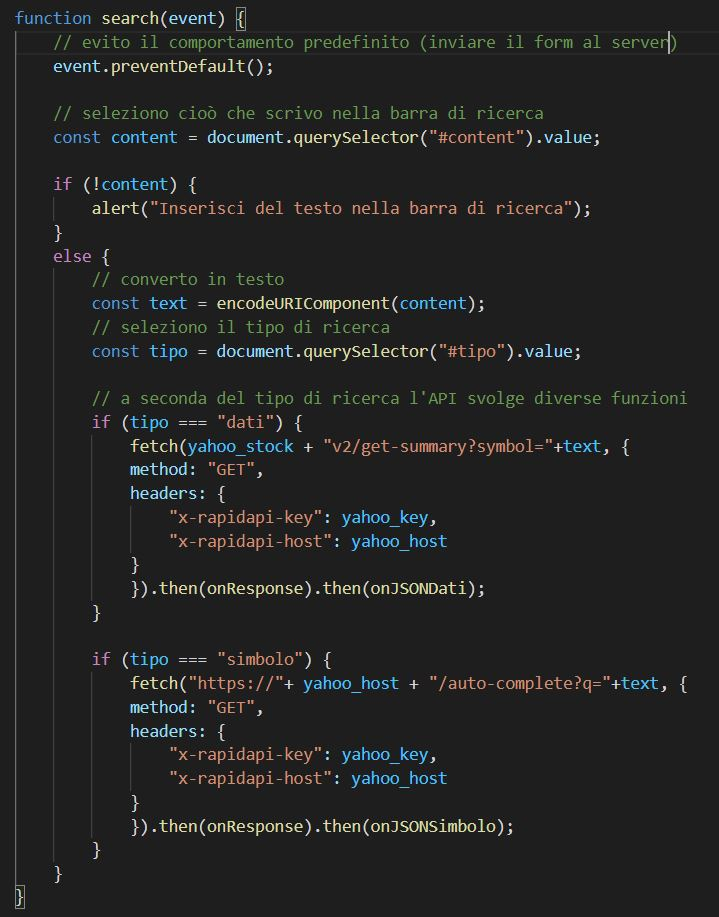 function search(event) {
    // evito il comportamento predefinito (inviare il form al server)
    event.preventDefault();

    // seleziono cioò che scrivo nella barra di ricerca
    const content = document.querySelector("#content").value;

    if (!content) {
        alert("Inserisci del testo nella barra di ricerca");
    }
    else {
        // converto in testo
        const text = encodeURIComponent(content);
        // seleziono il tipo di ricerca
        const tipo = document.querySelector("#tipo").value;

        // a seconda del tipo di ricerca l'API svolge diverse funzioni
        if (tipo === "dati") {
            fetch(yahoo_stock + "v2/get-summary?symbol="+text, {
            method: "GET",
            headers: {
                "x-rapidapi-key": yahoo_key,
                "x-rapidapi-host": yahoo_host
            }
            }).then(onResponse).then(onJSONDati);
        }

        if (tipo === "simbolo") {
            fetch("https://"+ yahoo_host + "/auto-complete?q="+text, {
            method: "GET",
            headers: {
                "x-rapidapi-key": yahoo_key,
                "x-rapidapi-host": yahoo_host
            }
            }).then(onResponse).then(onJSONSimbolo);
        }
    }
}